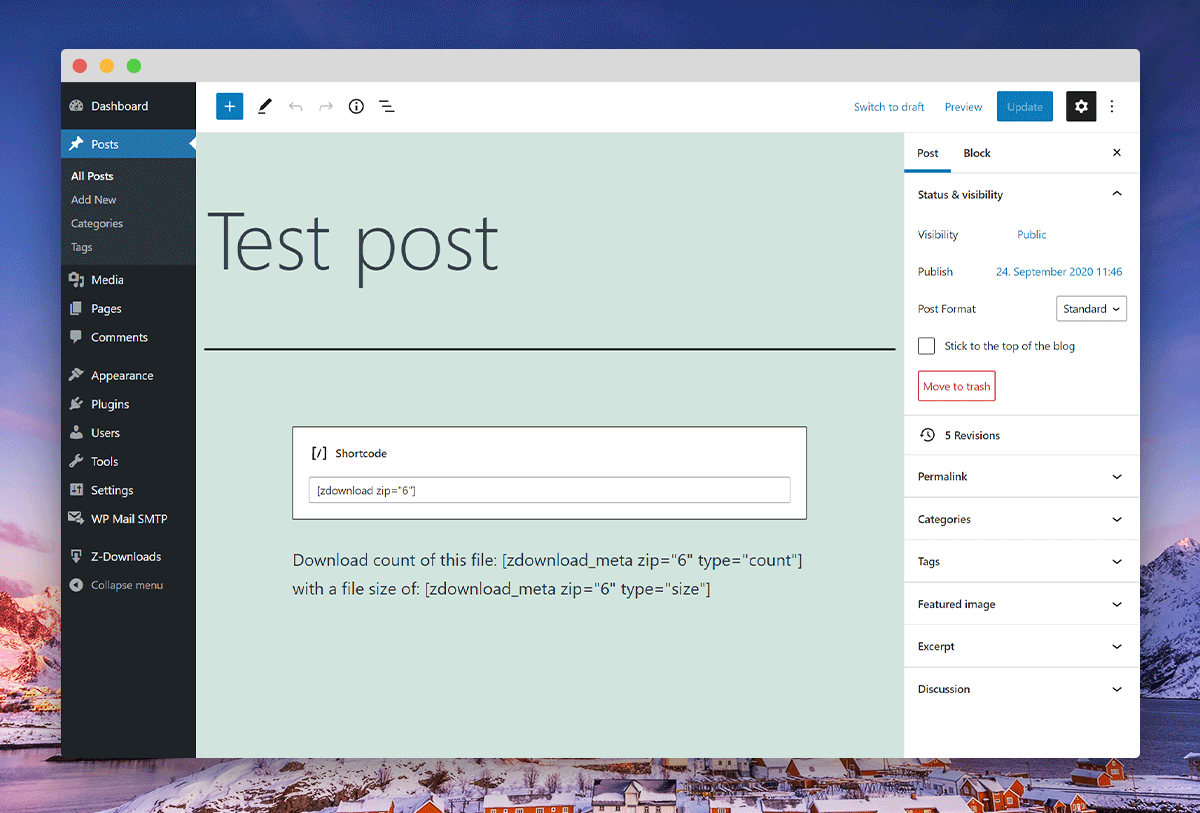 Dashboard
Posts
All Posts
Add New
Categories
Tags
Media
Pages
Comments
Appearance
Plugins
Users
Tools
Settings
WP Mail SMTP
Z-Downloads
Collapse menu
Switch to draft Preview Update
Test post
[/] Shortcode
[zdownload zip="6"]
Download count of this file: [zdownload_meta zip="6" type="count"]
with a file size of: [zdownload_meta zip="6" type="size"]
Post Block
Status & visibility
Visibility Public
Publish 24. September 2020 11:46
Post Format Standard
Stick to the top of the blog
Move to trash
5 Revisions
Permalink
Categories
Tags
Featured image
Excerpt
Discussion